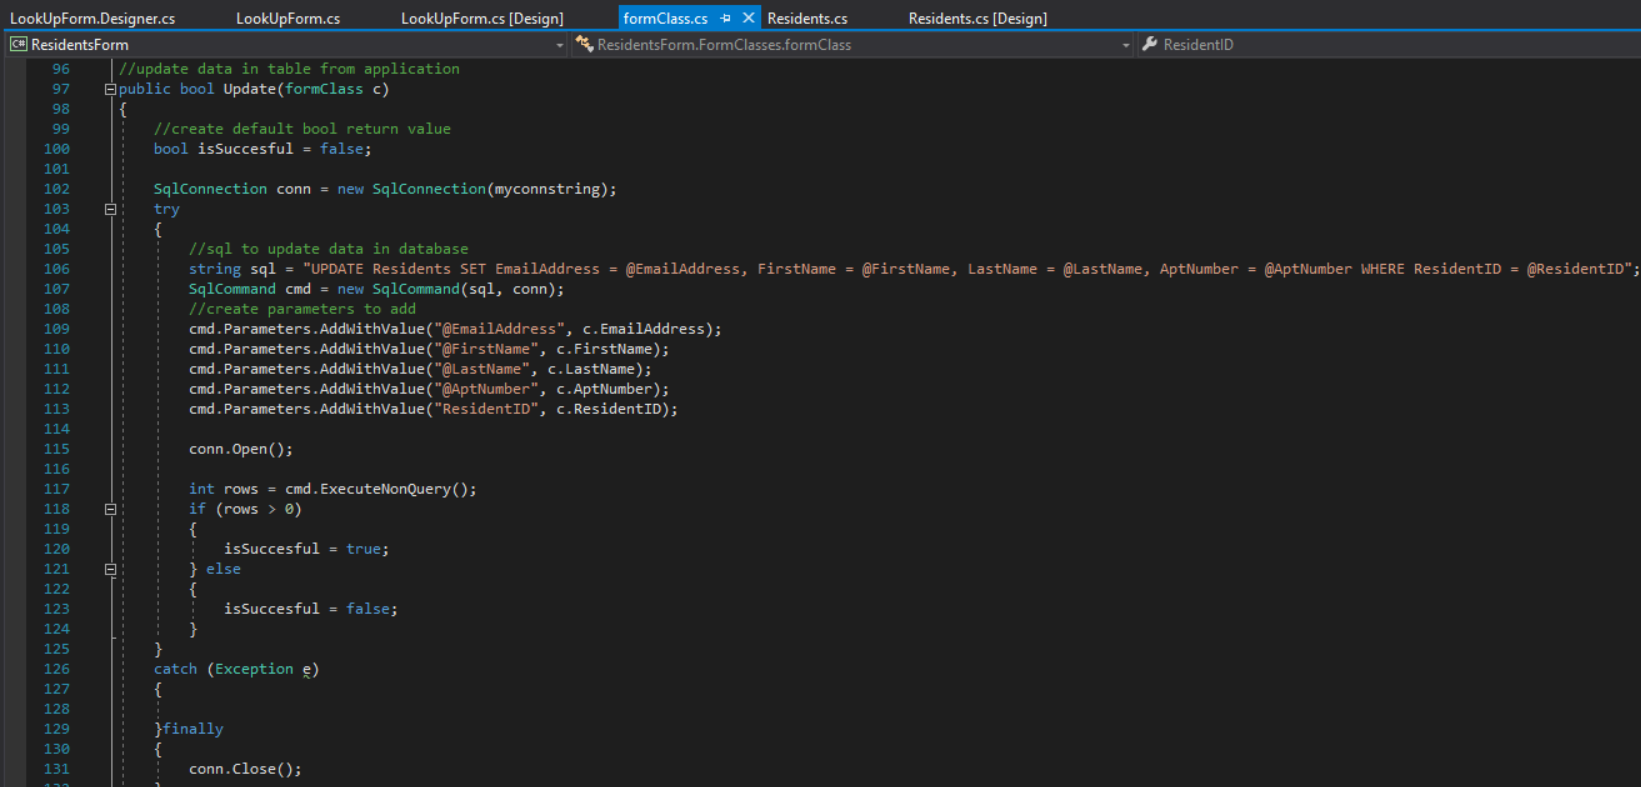 LookUpForm.Designer.cs LookUpForm.cs LookUpForm.cs [Design] formClass.cs Residents.cs Residents.cs [Design]
C# ResidentsForm ResidentsForm.FormClasses.formClass ResidentID
96 //update data in table from application
97 public bool Update(formClass c)
98 {
99 //create default bool return value
100 bool isSuccesful = false;
101
102 SqlConnection conn = new SqlConnection(myconnstring);
103 try
104 {
105 //sql to update data in database
106 string sql = "UPDATE Residents SET EmailAddress = @EmailAddress, FirstName = @FirstName, LastName = @LastName, AptNumber = @AptNumber WHERE ResidentID = @ResidentID";
107 SqlCommand cmd = new SqlCommand(sql, conn);
108 //create parameters to add
109 cmd.Parameters.AddWithValue("@EmailAddress", c.EmailAddress);
110 cmd.Parameters.AddWithValue("@FirstName", c.FirstName);
111 cmd.Parameters.AddWithValue("@LastName", c.LastName);
112 cmd.Parameters.AddWithValue("@AptNumber", c.AptNumber);
113 cmd.Parameters.AddWithValue("ResidentID", c.ResidentID);
114
115 conn.Open();
116
117 int rows = cmd.ExecuteNonQuery();
118 if (rows > 0)
119 {
120 isSuccesful = true;
121 } else
122 {
123 isSuccesful = false;
124 }
125 }
126 catch (Exception e)
127 {
128
129 }finally
130 {
131 conn.Close();